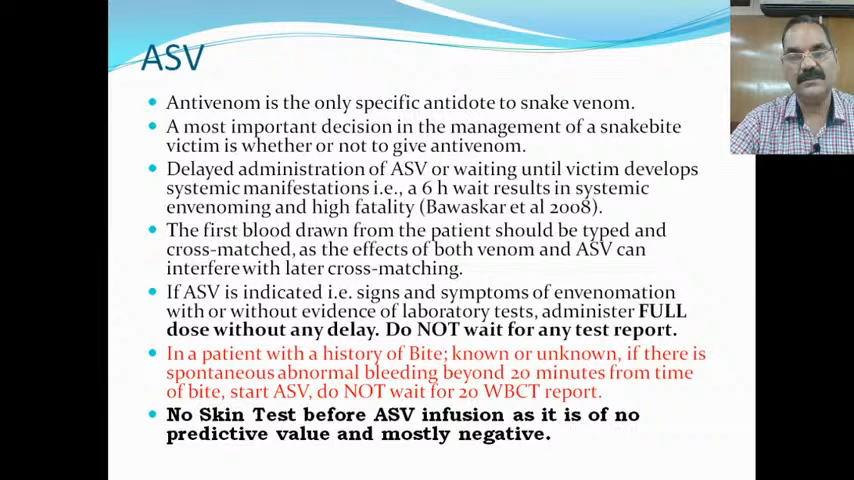 ASV
• Antivenom is the only specific antidote to snake venom.
• A most important decision in the management of a snakebite
victim is whether or not to give antivenom.
• Delayed administration of ASV or waiting until victim develops
systemic manifestations i.e., a 6 h wait results in systemic
envenoming and high fatality (Bawaskar et al 2008).
• The first blood drawn from the patient should be typed and
cross-matched, as the effects of both venom and ASV can
interfere with later cross-matching.
• If ASV is indicated i.e. signs and symptoms of envenomation
with or without evidence of laboratory tests, administer FULL
dose without any delay. Do NOT wait for any test report.
• In a patient with a history of Bite; known or unknown, if there is
spontaneous abnormal bleeding beyond 20 minutes from time
of bite, start ASV, do NOT wait for 20 WBCT report.
• No Skin Test before ASV infusion as it is of no
predictive value and mostly negative.